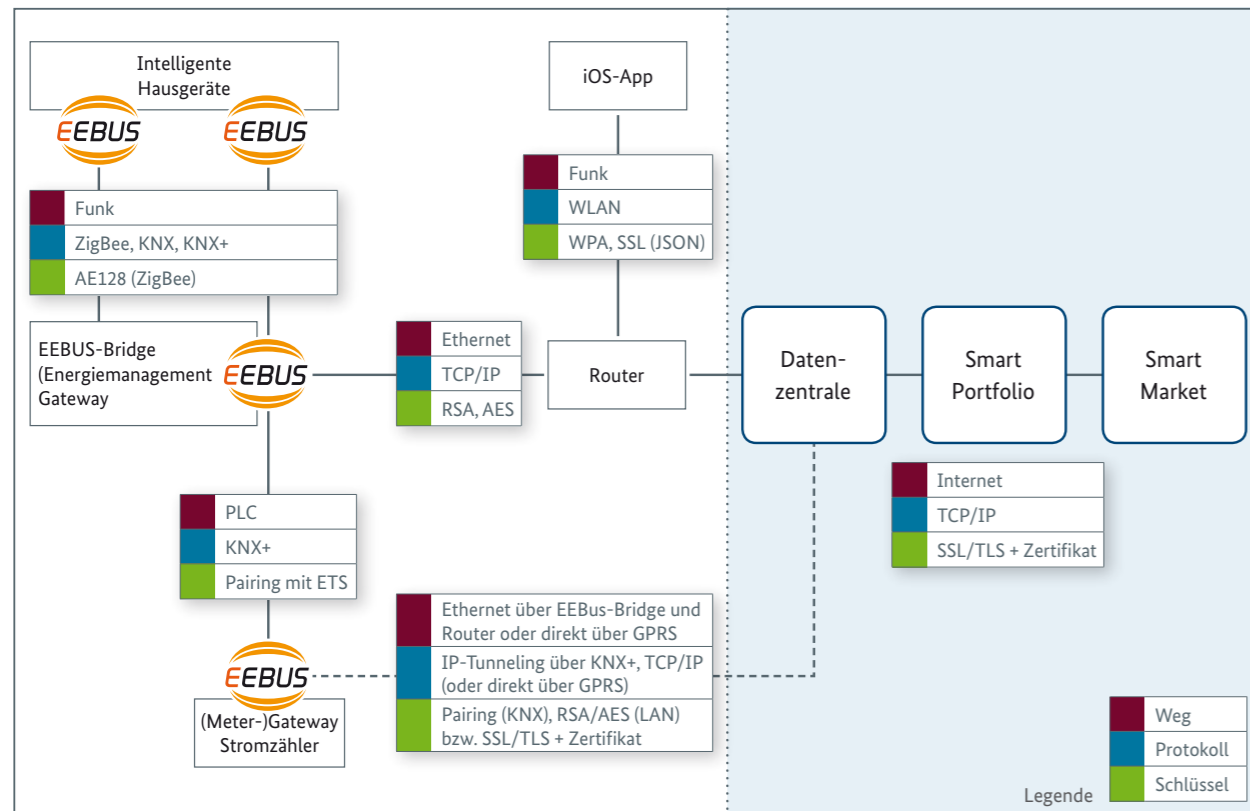 Intelligente
Hausgeräte
EEBUS
EEBUS
Funk
ZigBee, KNX, KNX+
AE128 (ZigBee)
iOS-App
Funk
WLAN
WPA, SSL (JSON)
EEBUS-Bridge
(Energiemanagement
Gateway
EEBUS
Ethernet
TCP/IP
RSA, AES
Router
Daten-
zentrale
Smart
Portfolio
Smart
Market
Internet
TCP/IP
SSL/TLS + Zertifikat
PLC
KNX+
Pairing mit ETS
EEBUS
(Meter-)Gateway
Stromzähler
Ethernet über EEBus-Bridge und
Router oder direkt über GPRS
IP-Tunneling über KNX+, TCP/IP
(oder direkt über GPRS)
Pairing (KNX), RSA/AES (LAN)
bzw. SSL/TLS + Zertifikat
Legende
Weg
Protokoll
Schlüssel